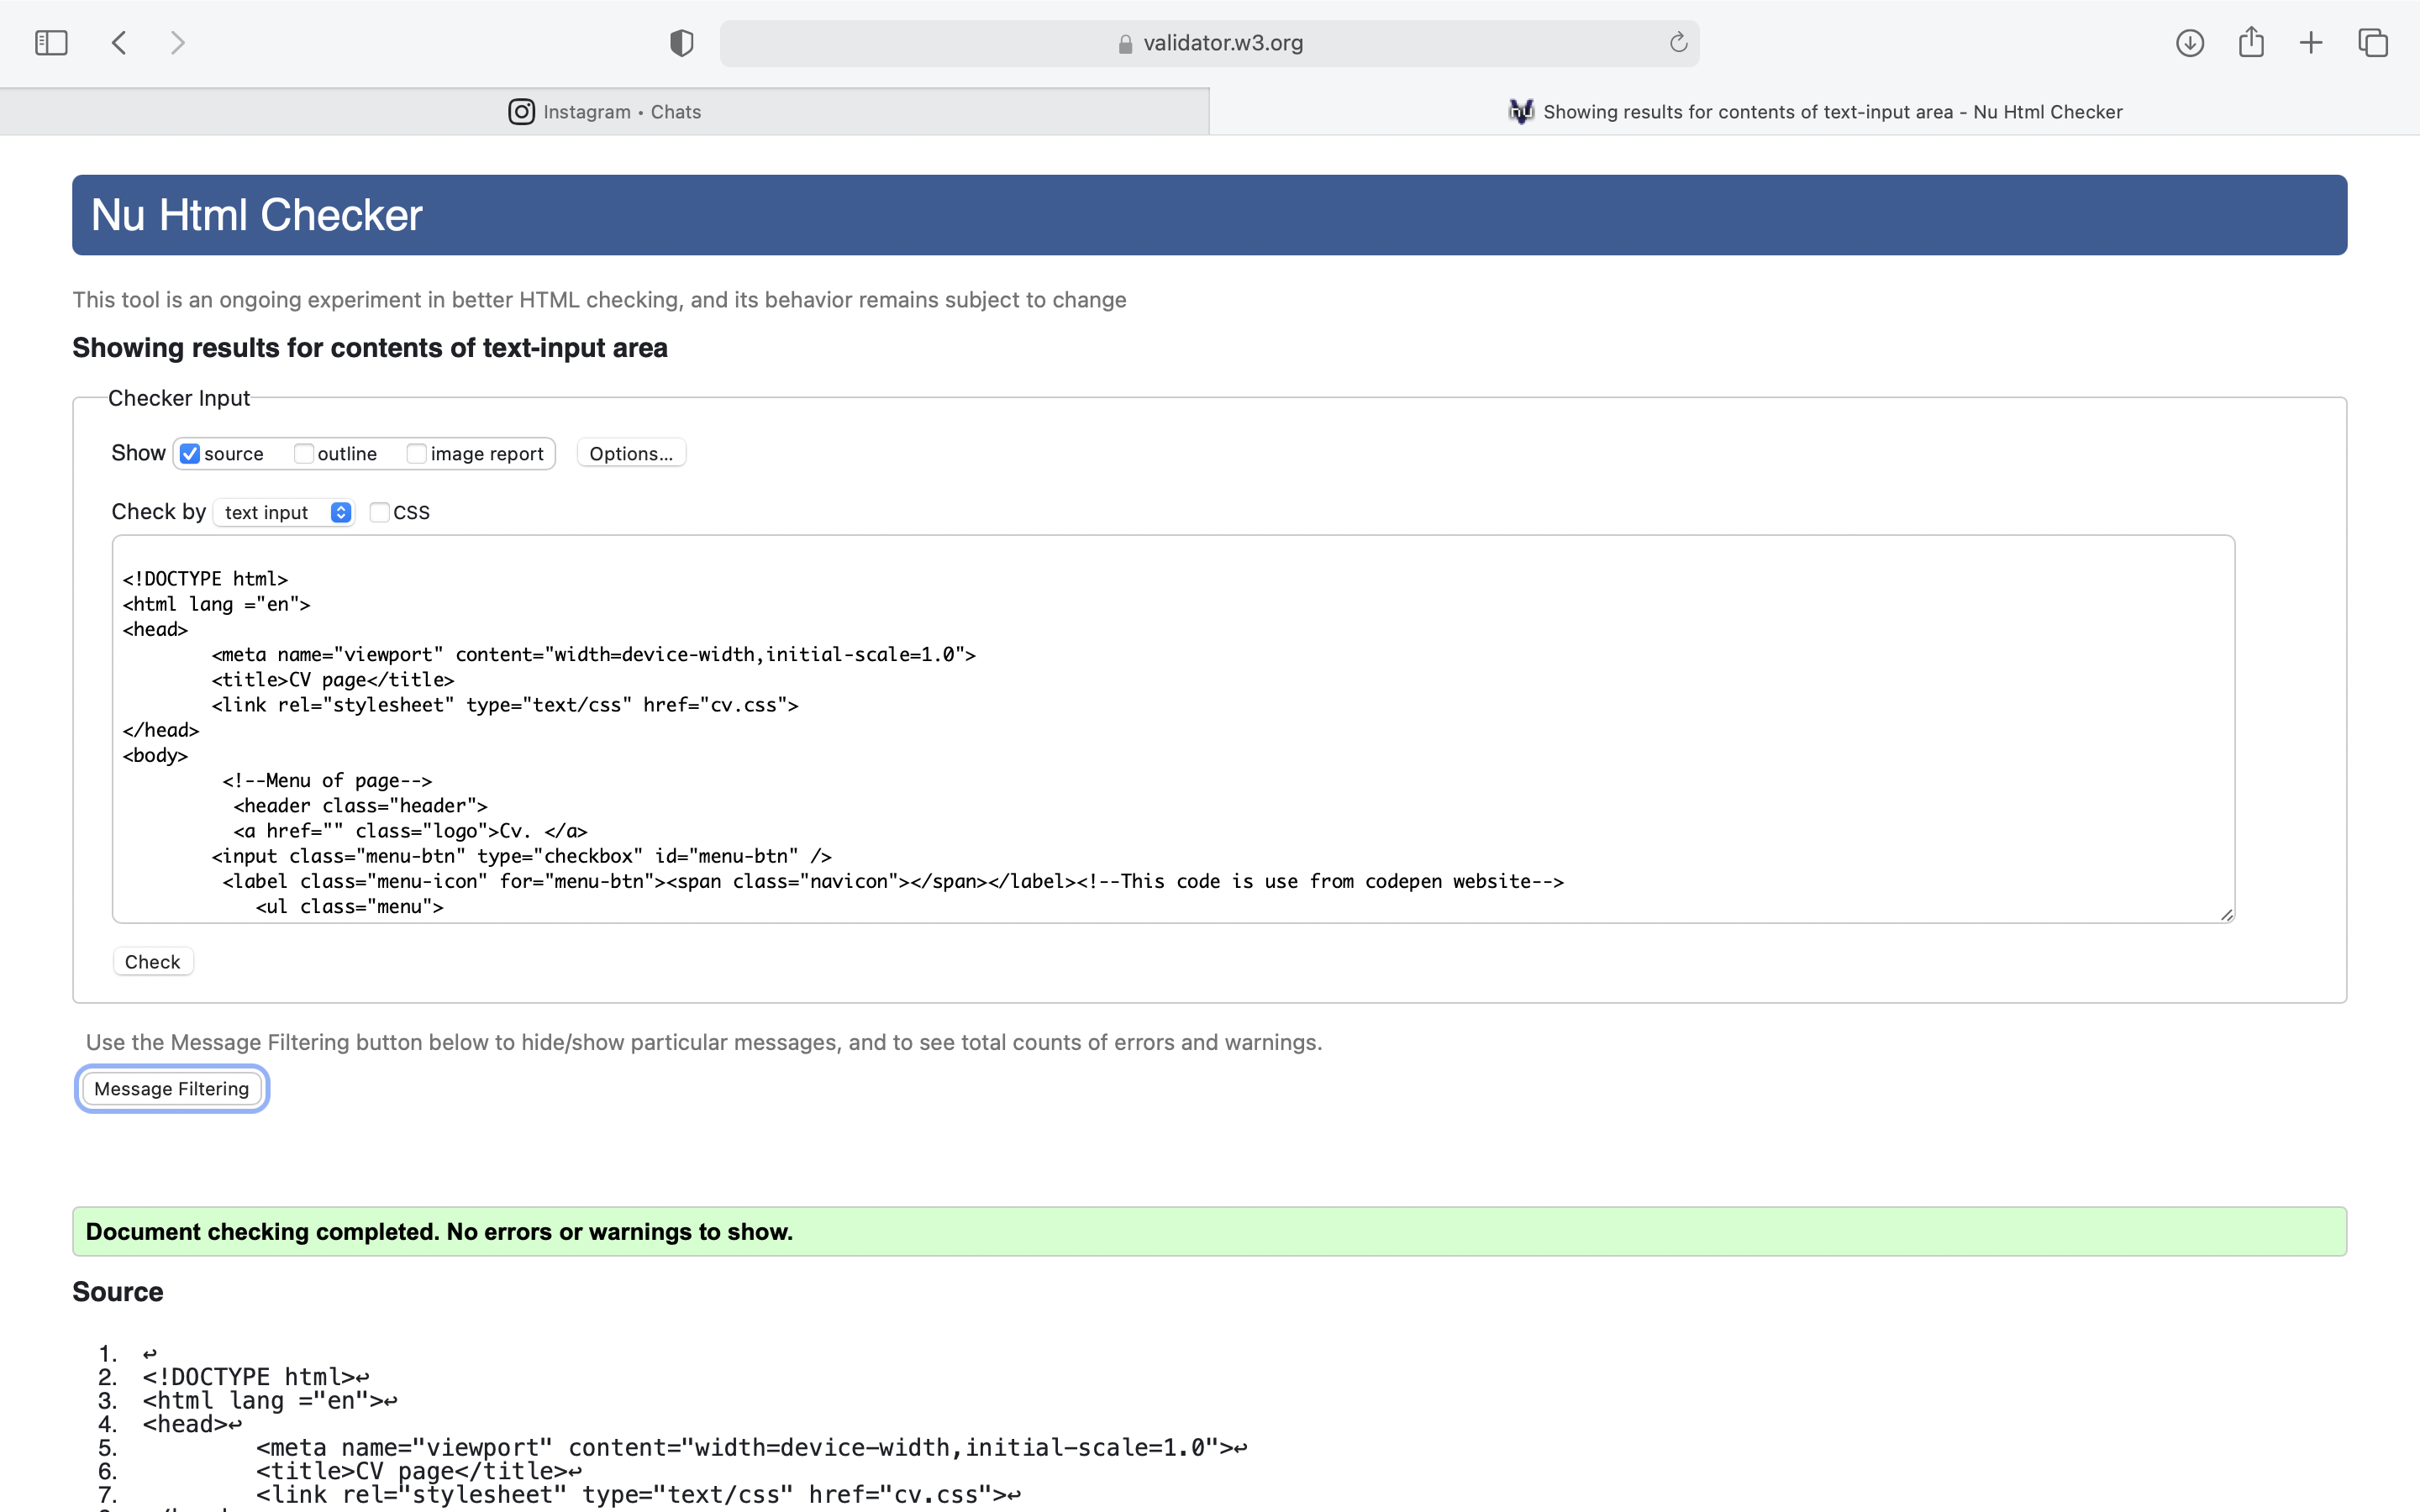 validator.w3.org
Instagram • Chats
Showing results for contents of text-input area - Nu Html Checker
Nu Html Checker
This tool is an ongoing experiment in better HTML checking, and its behavior remains subject to change
Showing results for contents of text-input area
Checker Input
Show source outline image report Options...
Check by text input CSS
<!DOCTYPE html>
<html lang ="en">
<head>
<meta name="viewport" content="width=device-width,initial-scale=1.0">
<title>CV page</title>
<link rel="stylesheet" type="text/css" href="cv.css">
</head>
<body>
<!--Menu of page-->
<header class="header">
<a href="" class="logo">Cv. </a>
<input class="menu-btn" type="checkbox" id="menu-btn" />
<label class="menu-icon" for="menu-btn"><span class="navicon"></span></label><!--This code is use from codepen website-->
<ul class="menu">
Check
Use the Message Filtering button below to hide/show particular messages, and to see total counts of errors and warnings.
Message Filtering
Document checking completed. No errors or warnings to show.
Source
1. ↩
2. <!DOCTYPE html>↩
3. <html lang ="en">↩
4. <head>↩
5. <meta name="viewport" content="width=device-width,initial-scale=1.0">↩
6. <title>CV page</title>↩
7. <link rel="stylesheet" type="text/css" href="cv.css">↩